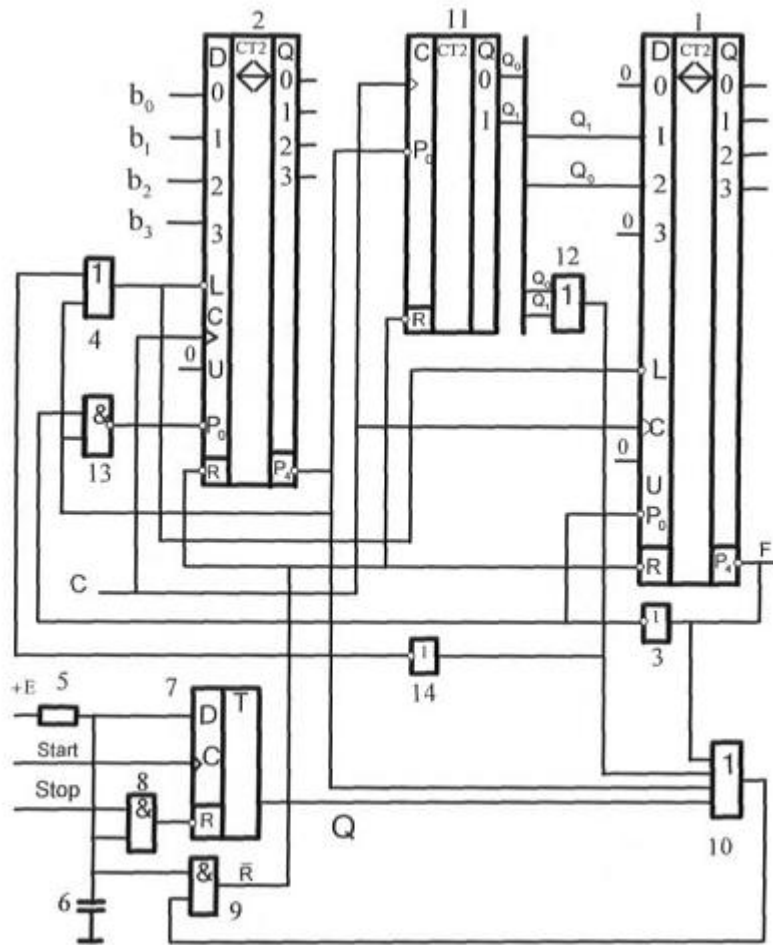 2
11
1
D CT2 Q
0 0
1 1
2 2
3 3
b₀
b₁
b₂
b₃
L
C
0 U
P₀
R P₄
C CT2 Q
0 Q₀
1 Q₁
P₀
R
D CT2 Q
0 0 0
Q₁ 1 1
Q₀ 2 2
0 3 3
L
C
0 U
P₀
R P₄ F
12
Q₀
Q₁ 1
1
4
&
13
C
1
3
1
14
+E 5 7
D T̅
Start C
Stop 8
& R
Q
1
10
& R̅
6 9